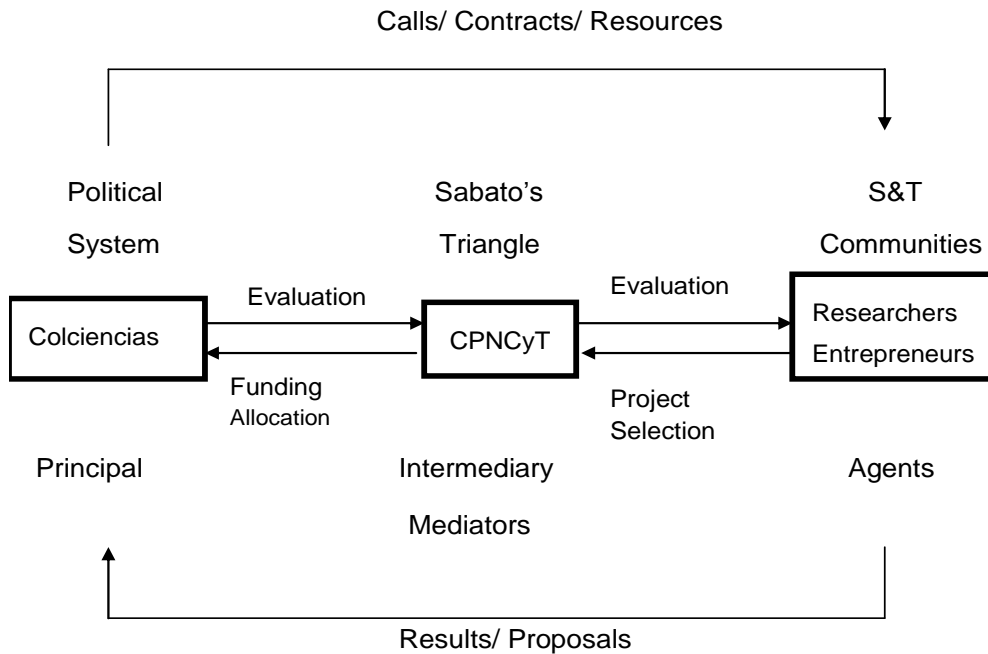 Calls/ Contracts/ Resources
Political
System
Sabato’s
Triangle
S&T
Communities
Evaluation
Evaluation
Colciencias
CPNCyT
Researchers
Entrepreneurs
Funding
Allocation
Project
Selection
Principal
Intermediary
Mediators
Agents
Results/ Proposals